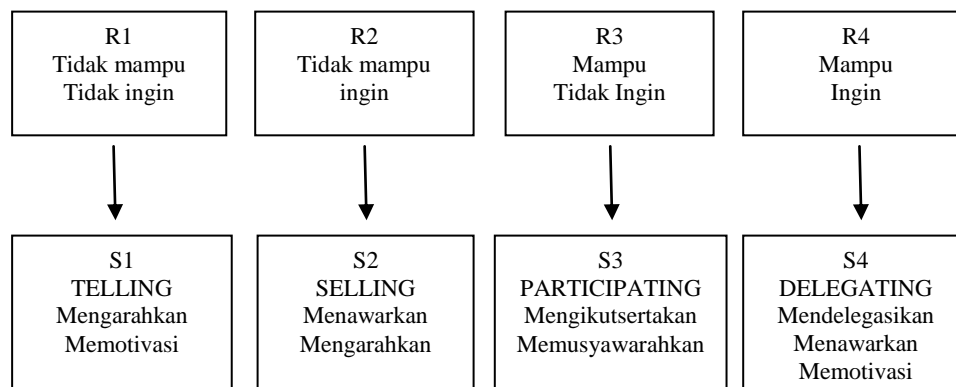 R1
Tidak mampu
Tidak ingin
R2
Tidak mampu
ingin
R3
Mampu
Tidak Ingin
R4
Mampu
Ingin
S1
TELLING
Mengarahkan
Memotivasi
S2
SELLING
Menawarkan
Mengarahkan
S3
PARTICIPATING
Mengikutsertakan
Memusyawarahkan
S4
DELEGATING
Mendelegasikan
Menawarkan
Memotivasi